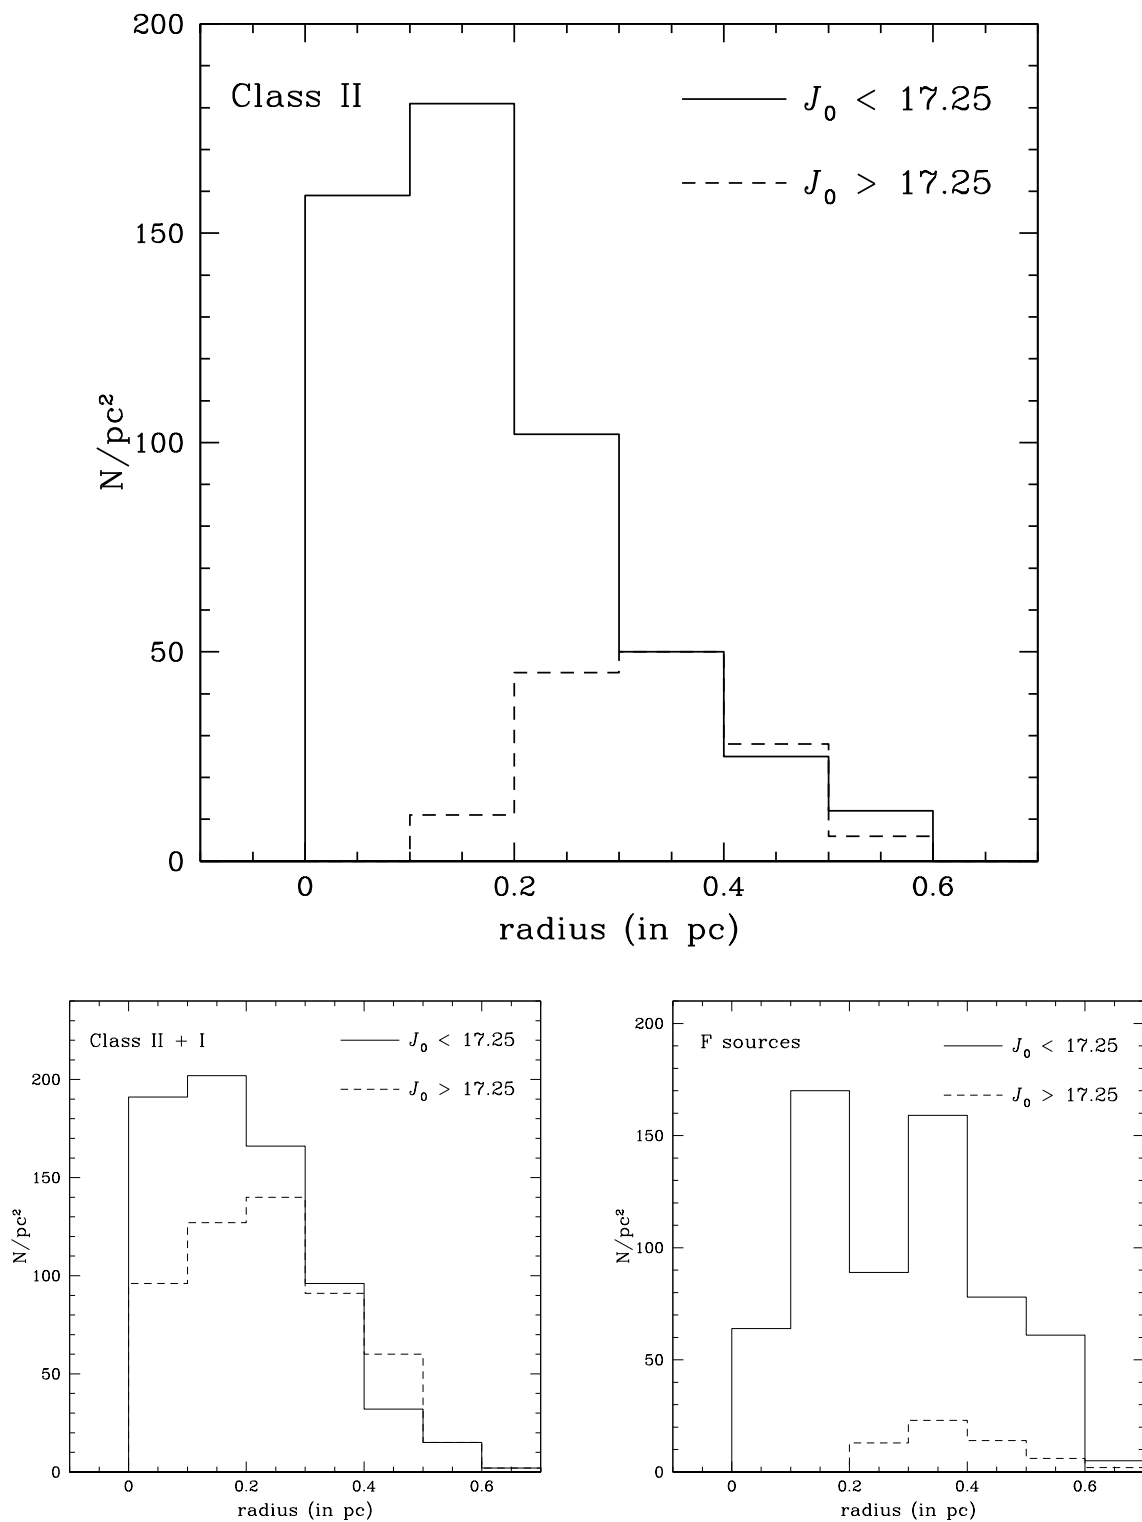 200
Class II
J0 < 17.25
J0 > 17.25
150
N/pc²
100
50
0
0 0.2 0.4 0.6
radius (in pc)
Class II + I
J0 < 17.25
J0 > 17.25
200
150
N/pc²
100
50
0
0 0.2 0.4 0.6
radius (in pc)
200
F sources
J0 < 17.25
J0 > 17.25
150
N/pc²
100
50
0
0 0.2 0.4 0.6
radius (in pc)